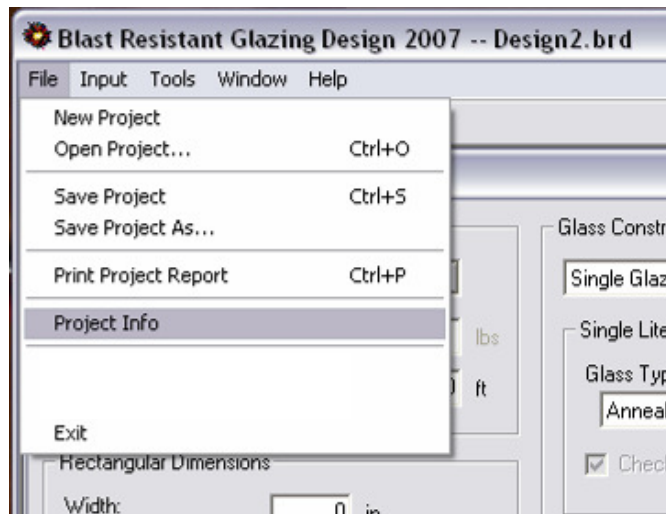 Blast Resistant Glazing Design 2007 -- Design2.brd
File Input Tools Window Help
New Project
Open Project... Ctrl+O
Save Project Ctrl+S
Save Project As...
Print Project Report Ctrl+P
Project Info
Exit
Glass Constr
Single Glaz
lbs
Single Lite
0 ft
Glass Typ
Anneal
Check
Rectangular Dimensions
Width: 0 in